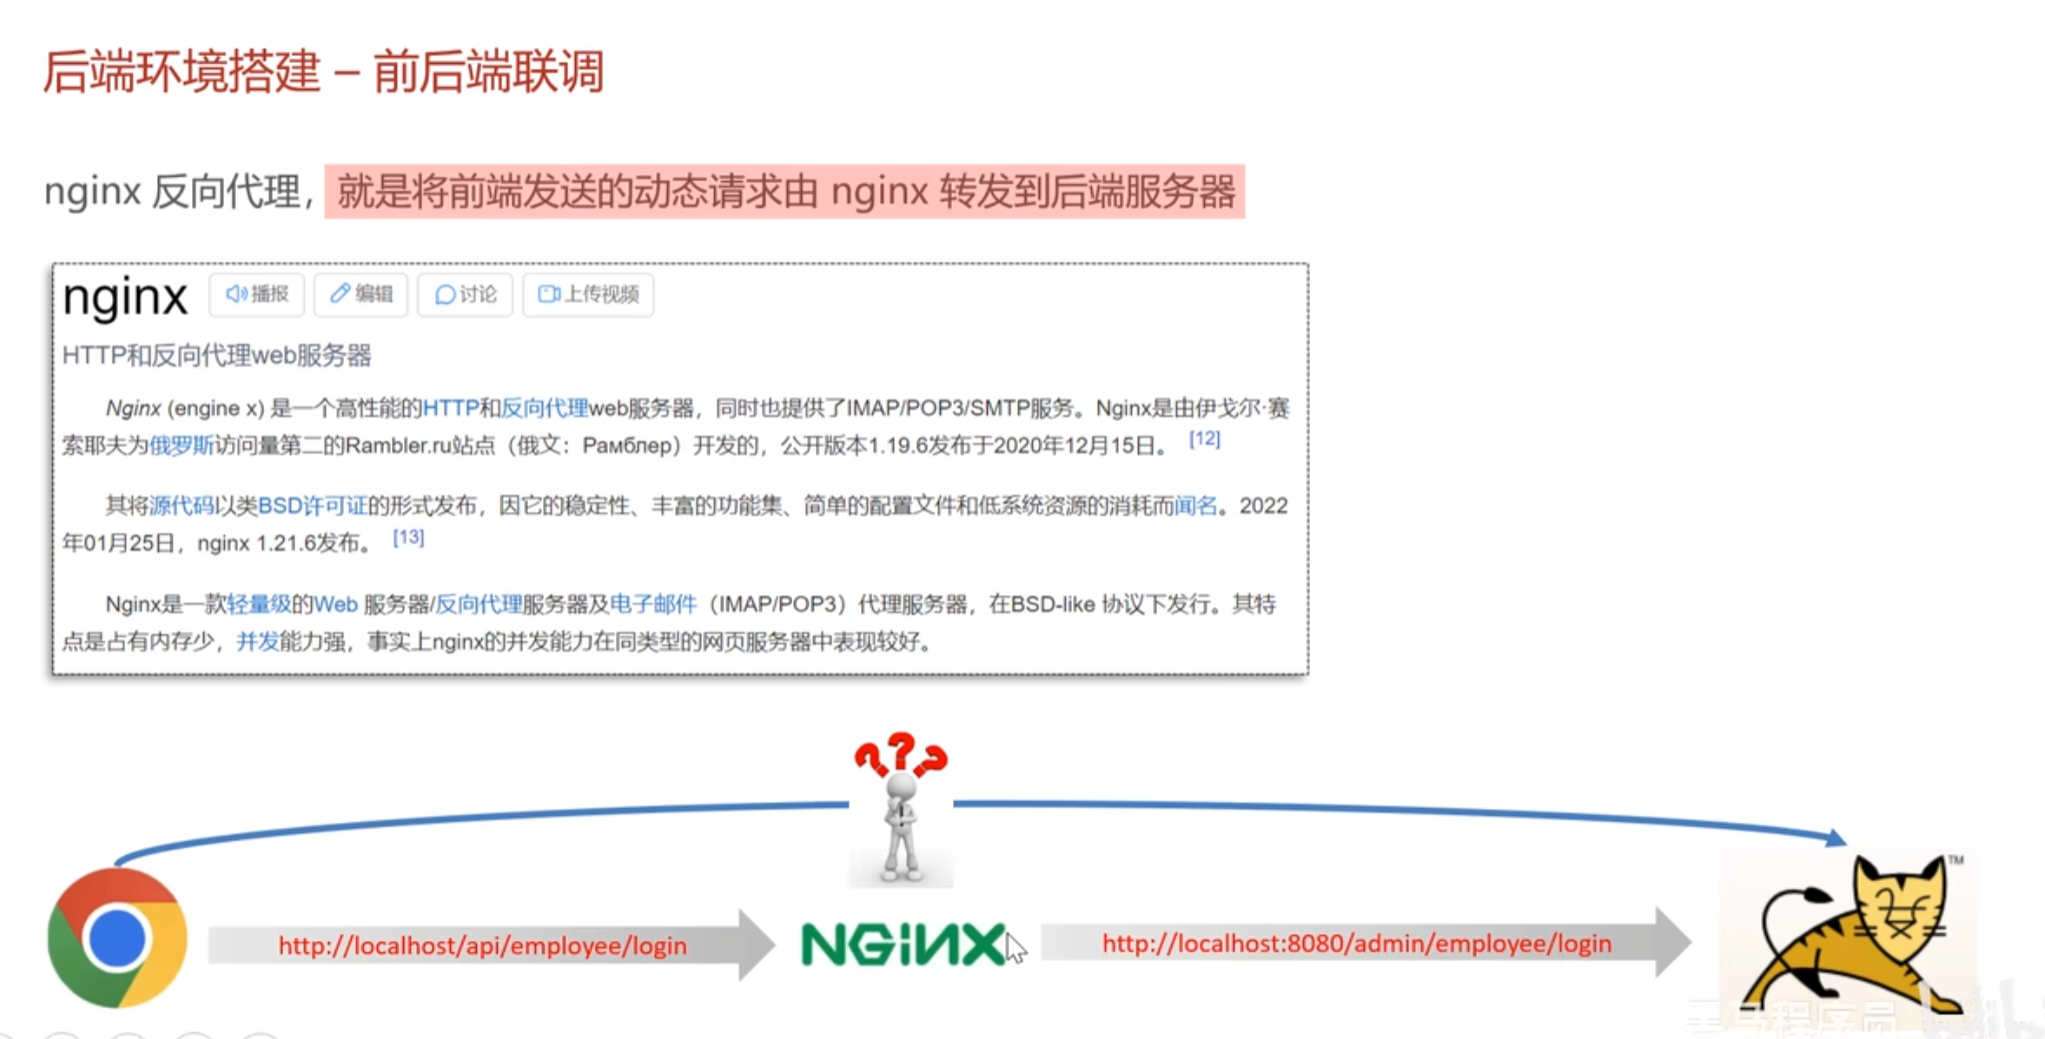 后端环境搭建 – 前后端联调
nginx 反向代理，就是将前端发送的动态请求由 nginx 转发到后端服务器
nginx 播报 编辑 讨论 上传视频
HTTP和反向代理web服务器
Nginx (engine x) 是一个高性能的HTTP和反向代理web服务器，同时也提供了IMAP/POP3/SMTP服务。Nginx是由伊戈尔·赛
索耶夫为俄罗斯访问量第二的Rambler.ru站点（俄文：Рамблер）开发的，公开版本1.19.6发布于2020年12月15日。 [12]
其将源代码以类BSD许可证的形式发布，因它的稳定性、丰富的功能集、简单的配置文件和低系统资源的消耗而闻名。2022
年01月25日，nginx 1.21.6发布。 [13]
Nginx是一款轻量级的Web 服务器/反向代理服务器及电子邮件（IMAP/POP3）代理服务器，在BSD-like 协议下发行。其特
点是占有内存少，并发能力强，事实上nginx的并发能力在同类型的网页服务器中表现较好。
???
http://localhost/api/employee/login
NGiNX
http://localhost:8080/admin/employee/login
TM